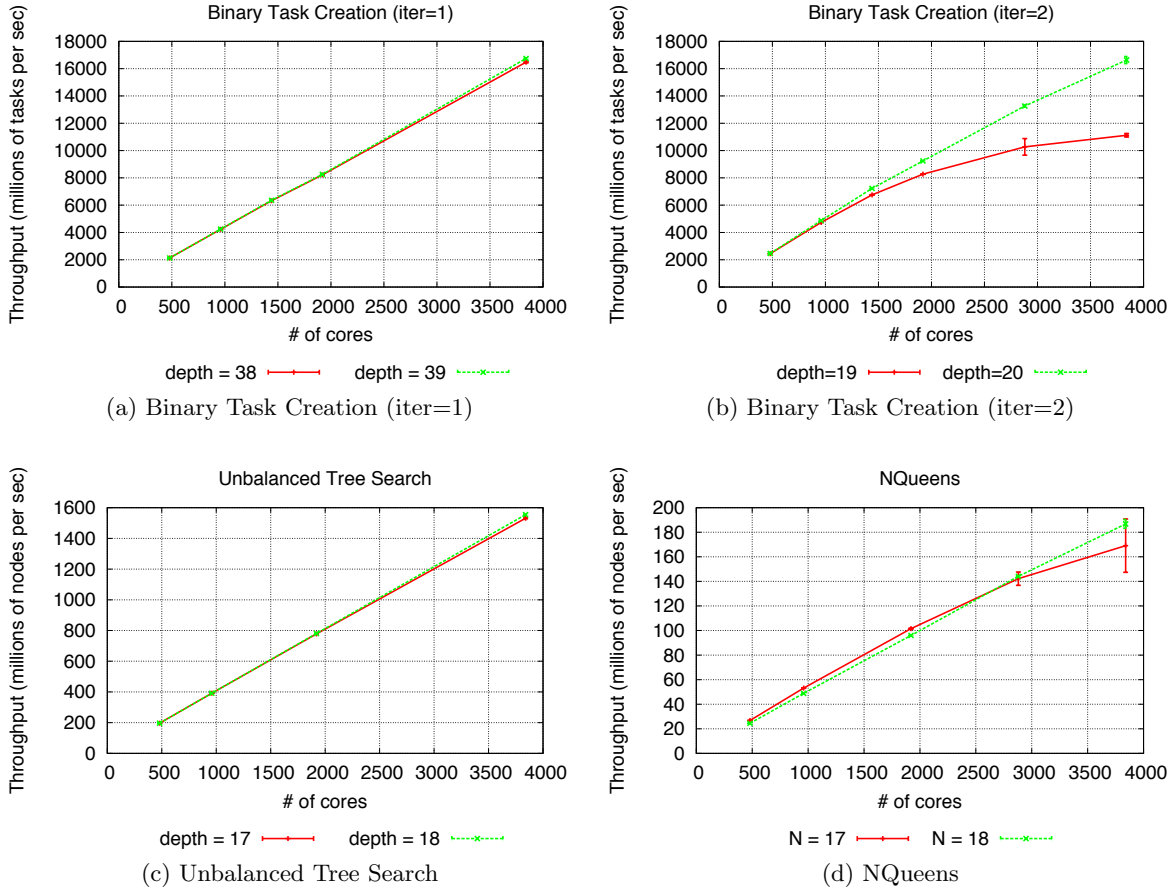 Binary Task Creation (iter=1)
Throughput (millions of tasks per sec)
18000
16000
14000
12000
10000
8000
6000
4000
2000
0
0 500 1000 1500 2000 2500 3000 3500 4000
# of cores
depth = 38 depth = 39
(a) Binary Task Creation (iter=1)
Binary Task Creation (iter=2)
Throughput (millions of tasks per sec)
18000
16000
14000
12000
10000
8000
6000
4000
2000
0
0 500 1000 1500 2000 2500 3000 3500 4000
# of cores
depth=19 depth=20
(b) Binary Task Creation (iter=2)
Unbalanced Tree Search
Throughput (millions of nodes per sec)
1600
1400
1200
1000
800
600
400
200
0
0 500 1000 1500 2000 2500 3000 3500 4000
# of cores
depth = 17 depth = 18
(c) Unbalanced Tree Search
NQueens
Throughput (millions of nodes per sec)
200
180
160
140
120
100
80
60
40
20
0
0 500 1000 1500 2000 2500 3000 3500 4000
# of cores
N = 17 N = 18
(d) NQueens